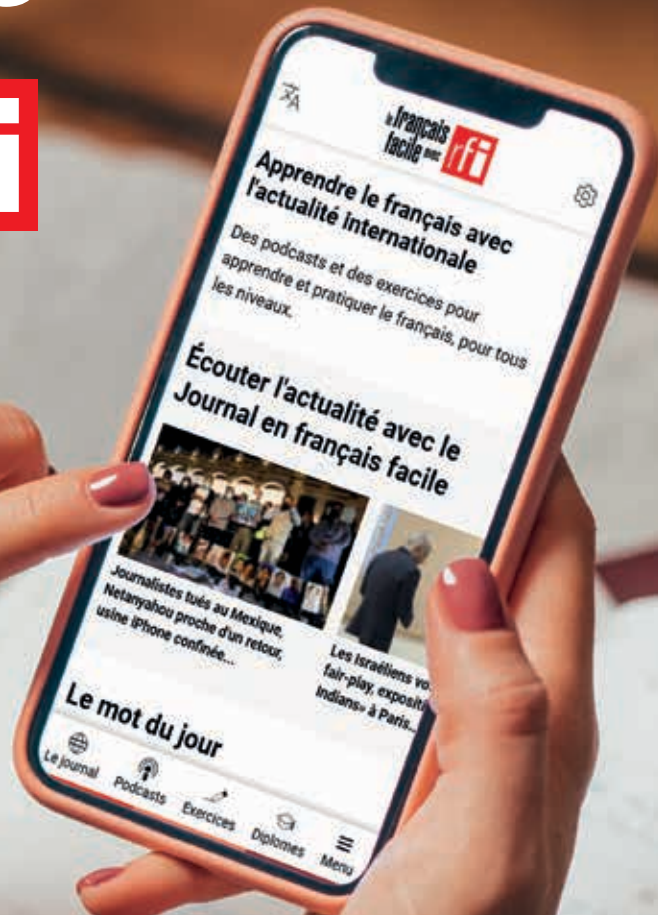 fi
le français
facile avec
rfi
Apprendre le français avec
l'actualité internationale
Des podcasts et des exercices pour
apprendre et pratiquer le français, pour tous
les niveaux.
Écouter l'actualité avec le
Journal en français facile
Journalistes tués au Mexique,
Netanyahou proche d'un retour,
usine iPhone confinée...
Les Israéliens vo
fair-play, exposit
Indians» à Paris...
Le mot du jour
Le journal
Podcasts
Exercices
Diplomes
Menu